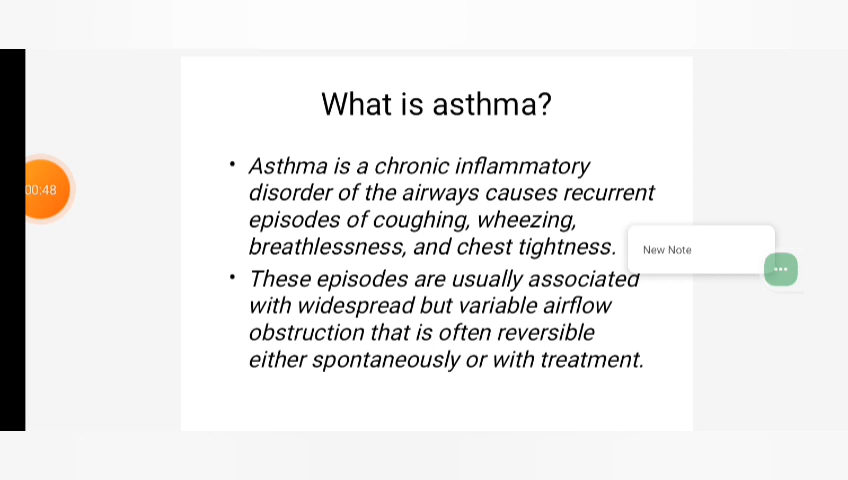 What is asthma?
• Asthma is a chronic inflammatory
disorder of the airways causes recurrent
episodes of coughing, wheezing,
breathlessness, and chest tightness.
• These episodes are usually associated
with widespread but variable airflow
obstruction that is often reversible
either spontaneously or with treatment.
00:48
New Note